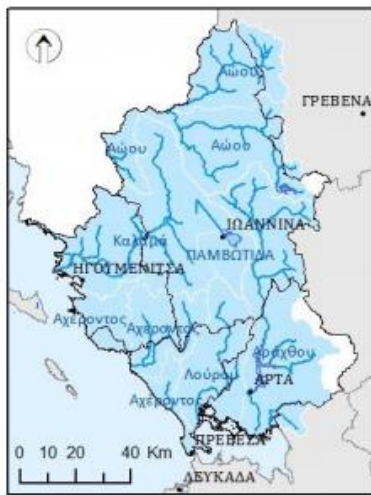 Αώου
ΓΡΕΒΕΝΑ
Αώου
Αώου
ΙΩΑΝΝΙΝΑ
Καλαμά
ΠΑΜΒΩΤΙΔΑ
ΗΓΟΥΜΕΝΙΤΣΑ
Αχέροντος
Αχέροντος
Αράχθου
Λούρου
ΑΡΤΑ
Αχέροντος
ΠΡΕΒΕΖΑ
0 10 20 40 Km
ΛΕΥΚΑΔΑ